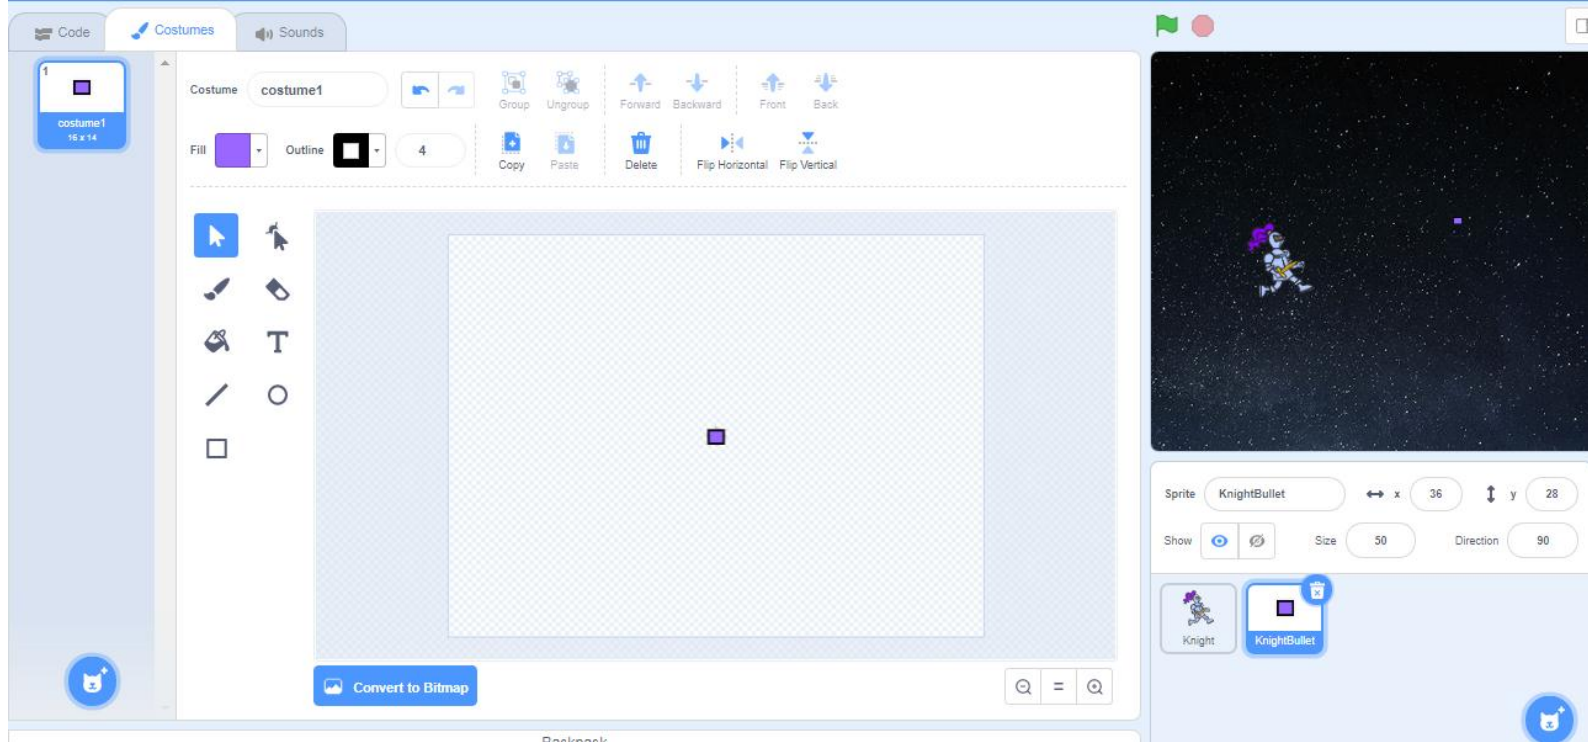 Code
Costumes
Sounds
1
costume1
16 x 14
Costume
costume1
Group
Ungroup
Forward
Backward
Front
Back
Fill
Outline
4
Copy
Paste
Delete
Flip Horizontal
Flip Vertical
T
Convert to Bitmap
=
Backpack
Sprite
KnightBullet
x
36
y
28
Show
Size
50
Direction
90
Knight
KnightBullet